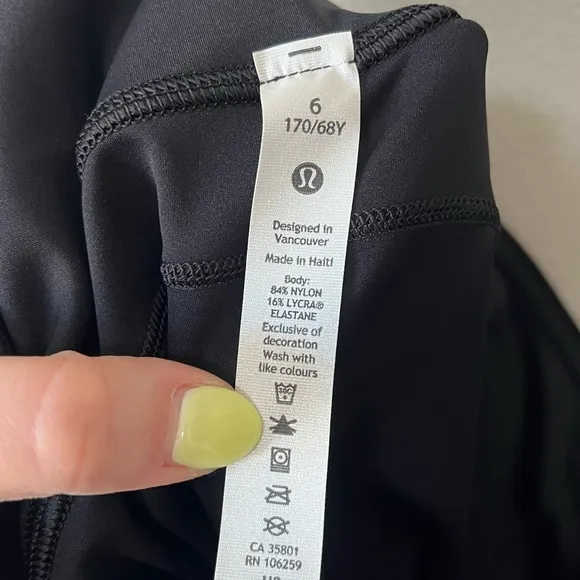 6
170/68Y
Designed in
Vancouver
Made in Haiti
Body:
84% NYLON
16% LYCRA®
ELASTANE
Exclusive of
decoration
Wash with
like colours
30C
CA 35801
RN 106259